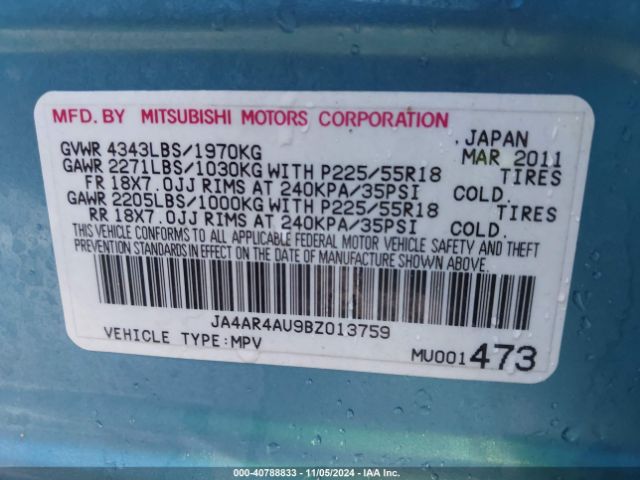 MFD. BY MITSUBISHI MOTORS CORPORATION
, JAPAN
GVWR 4343LBS/1970KG MAR 2011
GAWR 2271LBS/1030KG WITH P225/55R18 TIRES
FR 18X7.0JJ RIMS AT 240KPA/35PSI COLD.
GAWR 2205LBS/1000KG WITH P225/55R18 TIRES
RR 18X7.0JJ RIMS AT 240KPA/35PSI COLD.
THIS VEHICLE CONFORMS TO ALL APPLICABLE FEDERAL MOTOR VEHICLE SAFETY AND THEFT
PREVENTION STANDARDS IN EFFECT ON THE DATE OF MANUFACTURE SHOWN ABOVE.
JA4AR4AU9BZ013759
VEHICLE TYPE:MPV MU001473
000-40788833 - 11/05/2024 - IAA HOLDINGS, LLC